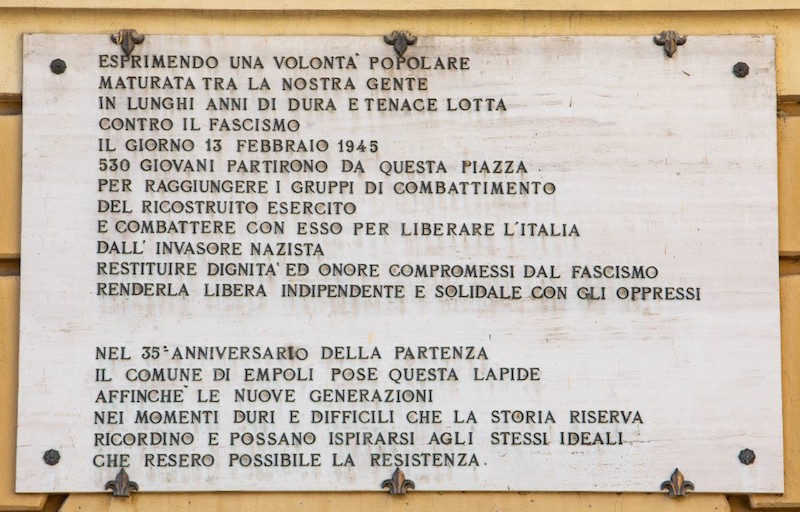 ESPRIMENDO UNA VOLONTA' POPOLARE
MATURATA TRA LA NOSTRA GENTE
IN LUNGHI ANNI DI DURA E TENACE LOTTA
CONTRO IL FASCISMO
IL GIORNO 13 FEBBRAIO 1945
530 GIOVANI PARTIRONO DA QUESTA PIAZZA
PER RAGGIUNGERE I GRUPPI DI COMBATTIMENTO
DEL RICOSTRUITO ESERCITO
E COMBATTERE CON ESSO PER LIBERARE L'ITALIA
DALL' INVASORE NAZISTA
RESTITUIRE DIGNITA' ED ONORE COMPROMESSI DAL FASCISMO
RENDERLA LIBERA INDIPENDENTE E SOLIDALE CON GLI OPPRESSI
NEL 35° ANNIVERSARIO DELLA PARTENZA
IL COMUNE DI EMPOLI POSE QUESTA LAPIDE
AFFINCHE' LE NUOVE GENERAZIONI
NEI MOMENTI DURI E DIFFICILI CHE LA STORIA RISERVA
RICORDINO E POSSANO ISPIRARSI AGLI STESSI IDEALI
CHE RESERO POSSIBILE LA RESISTENZA.